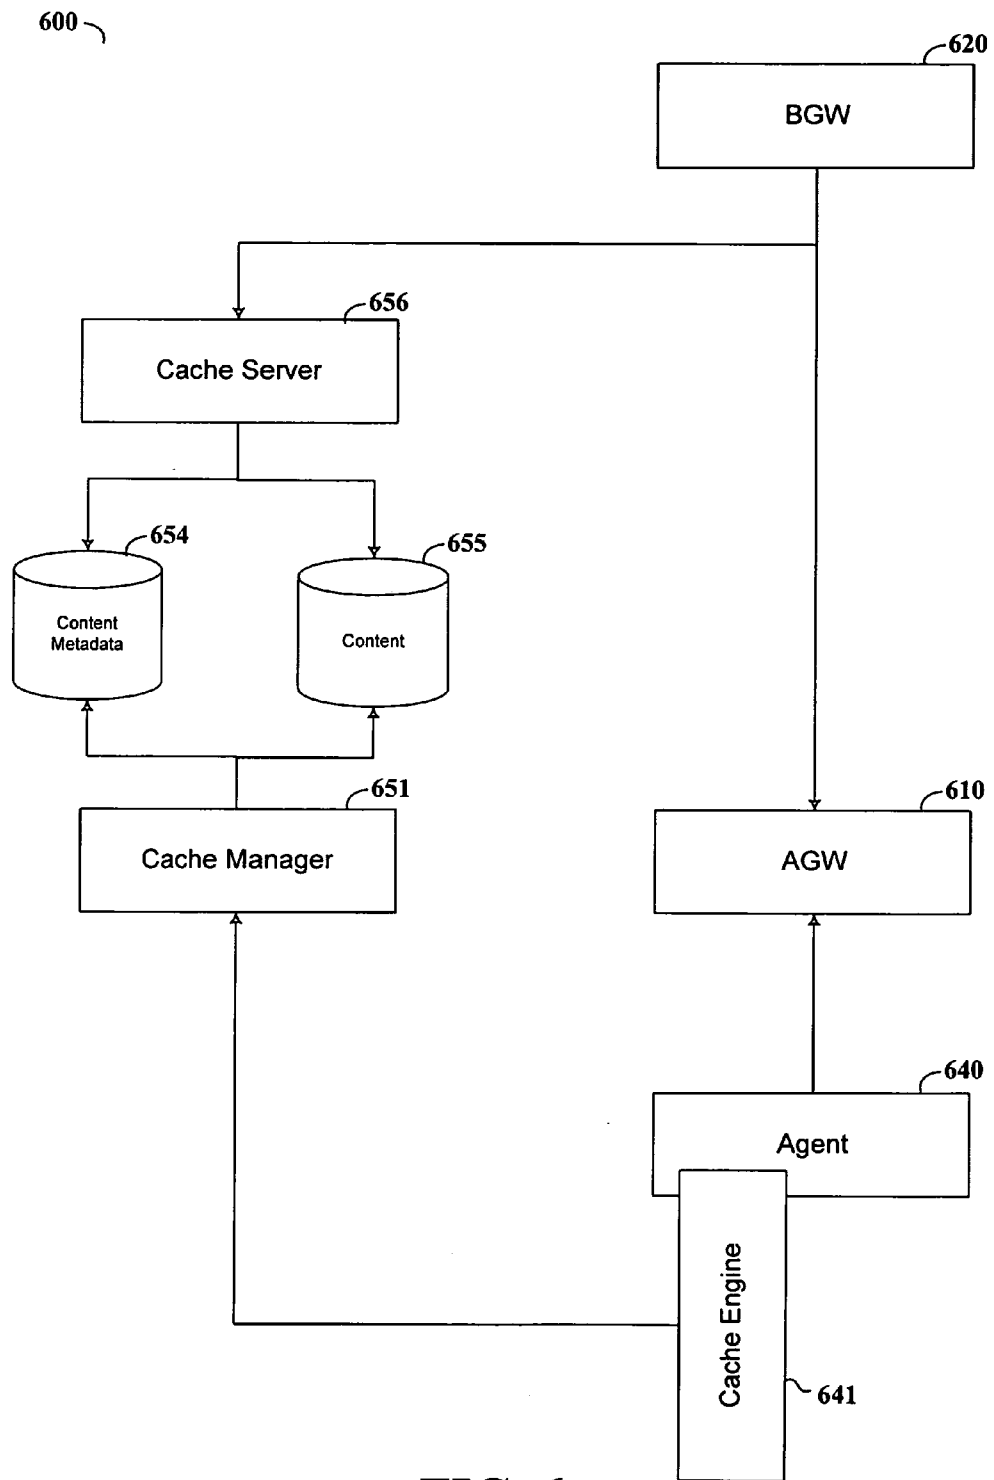 600
620
BGW
656
Cache Server
654
655
Content
Metadata
Content
651
Cache Manager
610
AGW
640
Agent
Cache Engine
641